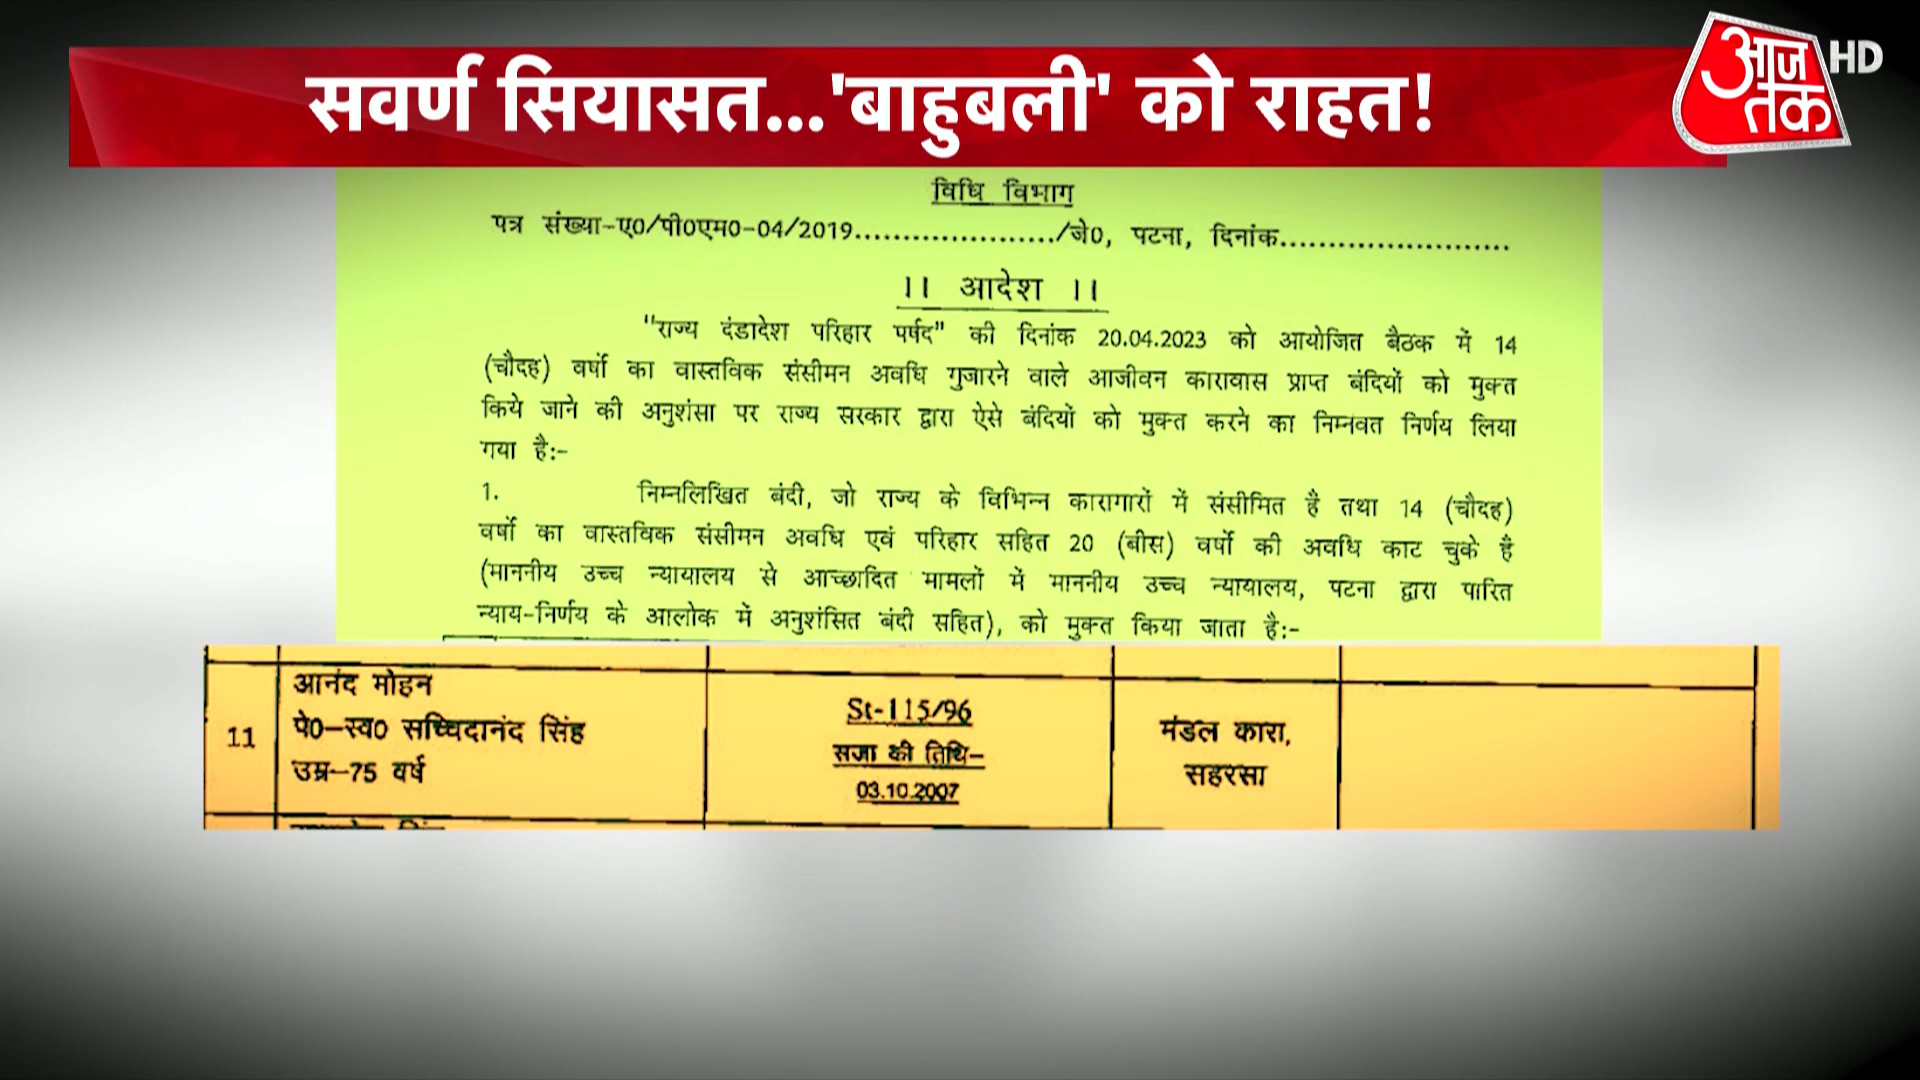 सवर्ण सियासत...'बाहुबली' को राहत!
आज
तक
HD
विधि विभाग
पत्र संख्या-ए0/पी0एम0-04/2019...................../जे0, पटना, दिनांक........................
।। आदेश ।।
"राज्य दंडादेश परिहार पर्षद" की दिनांक 20.04.2023 को आयोजित बैठक में 14
(चौदह) वर्षो का वास्तविक संसीमन अवधि गुजारने वाले आजीवन कारावास प्राप्त बंदियों को मुक्त
किये जाने की अनुशंसा पर राज्य सरकार द्वारा ऐसे बंदियों को मुक्त करने का निम्नवत निर्णय लिया
गया है:-
1. निम्नलिखित बंदी, जो राज्य के विभिन्न कारागारों में संसीमित है तथा 14 (चौदह)
वर्षो का वास्तविक संसीमन अवधि एवं परिहार सहित 20 (बीस) वर्षो की अवधि काट चुके है
(माननीय उच्च न्यायालय से आच्छादित मामलों में माननीय उच्च न्यायालय, पटना द्वारा पारित
न्याय-निर्णय के आलोक में अनुशंसित बंदी सहित), को मुक्त किया जाता है:-
11
आनंद मोहन
पे0-स्व0 सच्चिदानंद सिंह
उम्र-75 वर्ष
St-115/96
सजा की तिथि-
03.10.2007
मंडल कारा,
सहरसा